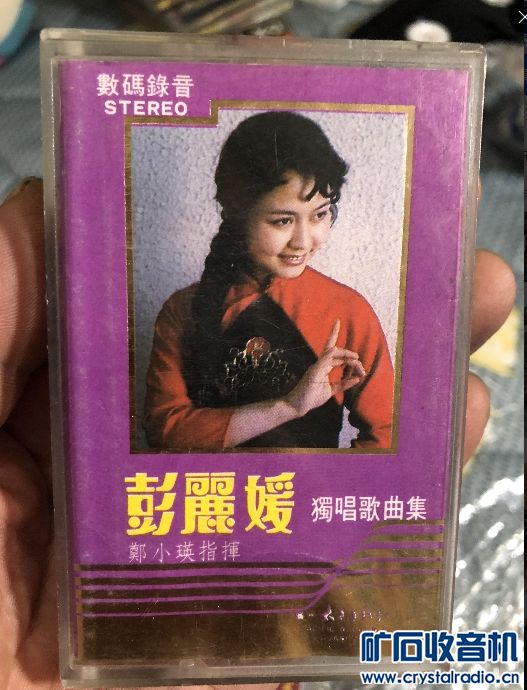 數碼錄音
STEREO
彭麗媛 獨唱歌曲集
鄭小瑛指揮
矿石收音机
www.crystalradio.cn